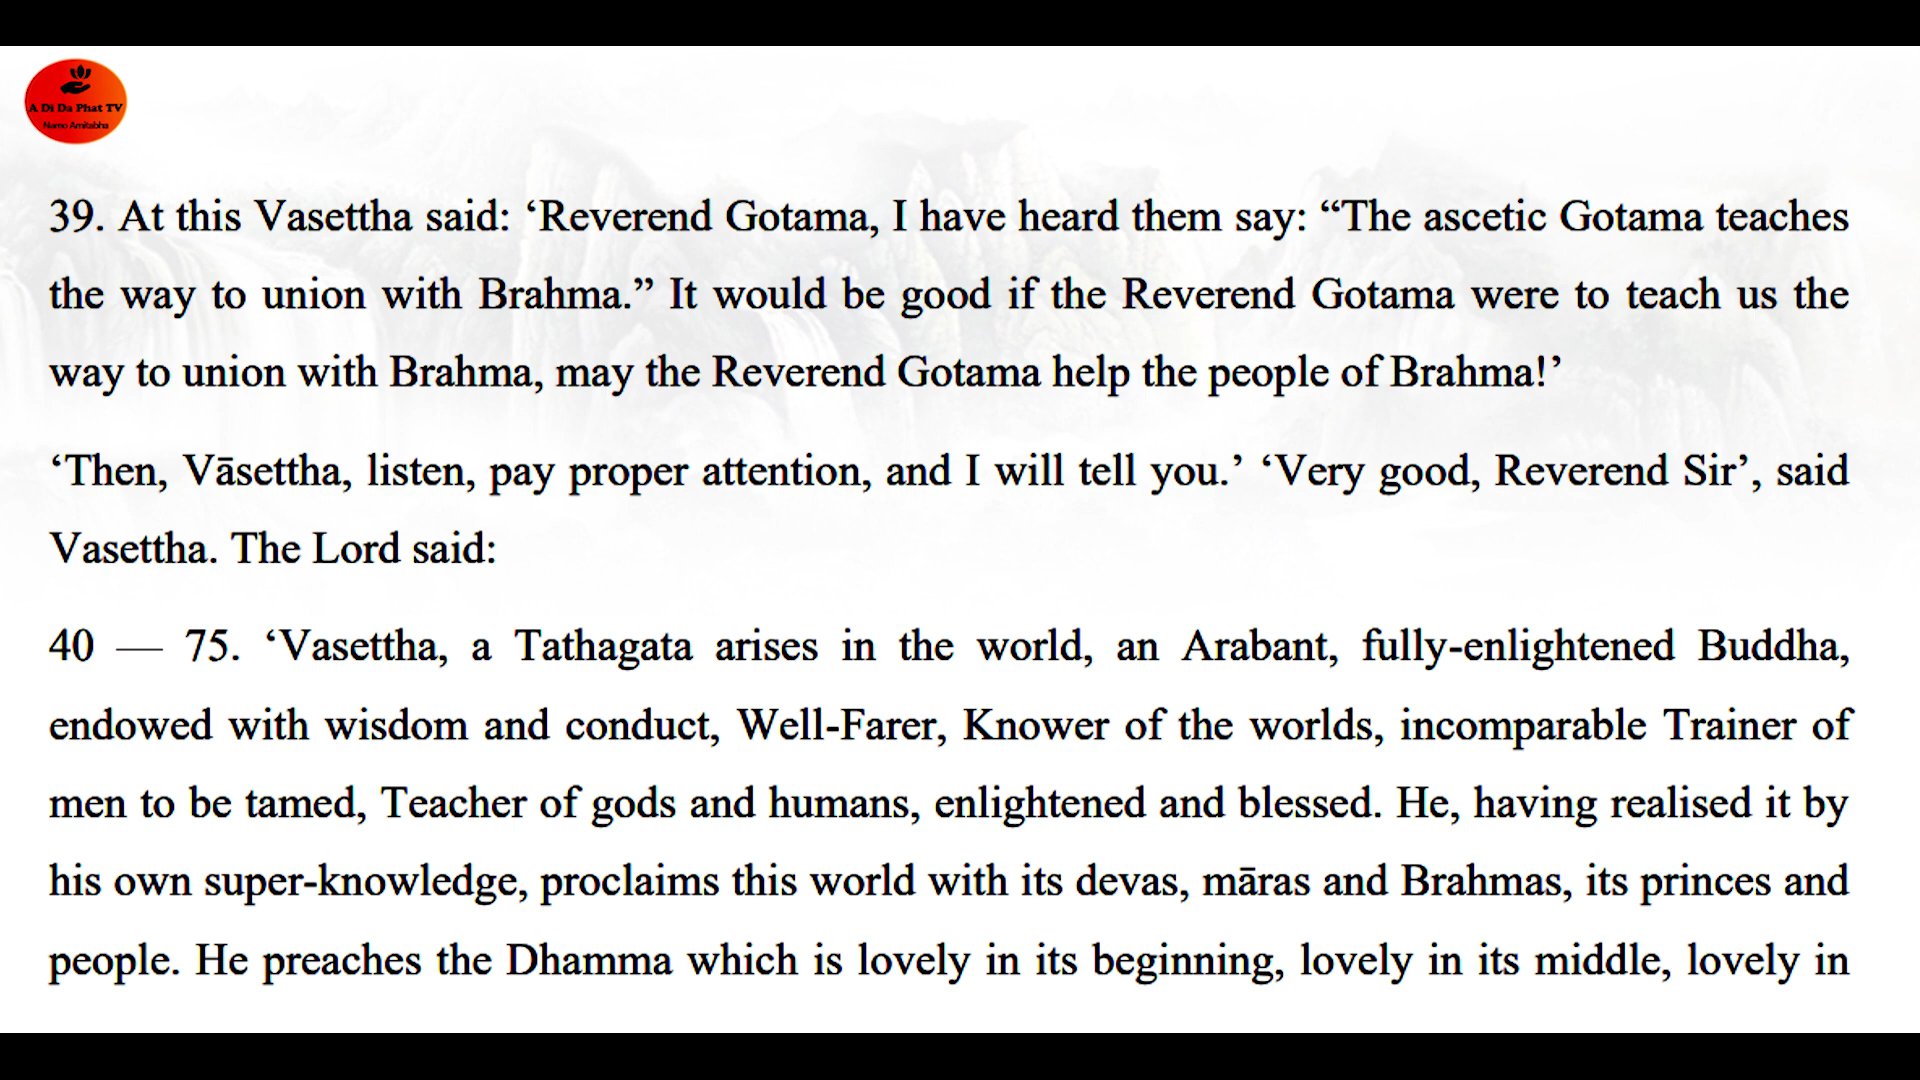 A Di Da Phat TV
Namo Amitabha
39. At this Vasettha said: ‘Reverend Gotama, I have heard them say: “The ascetic Gotama teaches
the way to union with Brahma.” It would be good if the Reverend Gotama were to teach us the
way to union with Brahma, may the Reverend Gotama help the people of Brahma!’
‘Then, Vāsettha, listen, pay proper attention, and I will tell you.’ ‘Very good, Reverend Sir’, said
Vasettha. The Lord said:
40 — 75. ‘Vasettha, a Tathagata arises in the world, an Arabant, fully-enlightened Buddha,
endowed with wisdom and conduct, Well-Farer, Knower of the worlds, incomparable Trainer of
men to be tamed, Teacher of gods and humans, enlightened and blessed. He, having realised it by
his own super-knowledge, proclaims this world with its devas, māras and Brahmas, its princes and
people. He preaches the Dhamma which is lovely in its beginning, lovely in its middle, lovely in